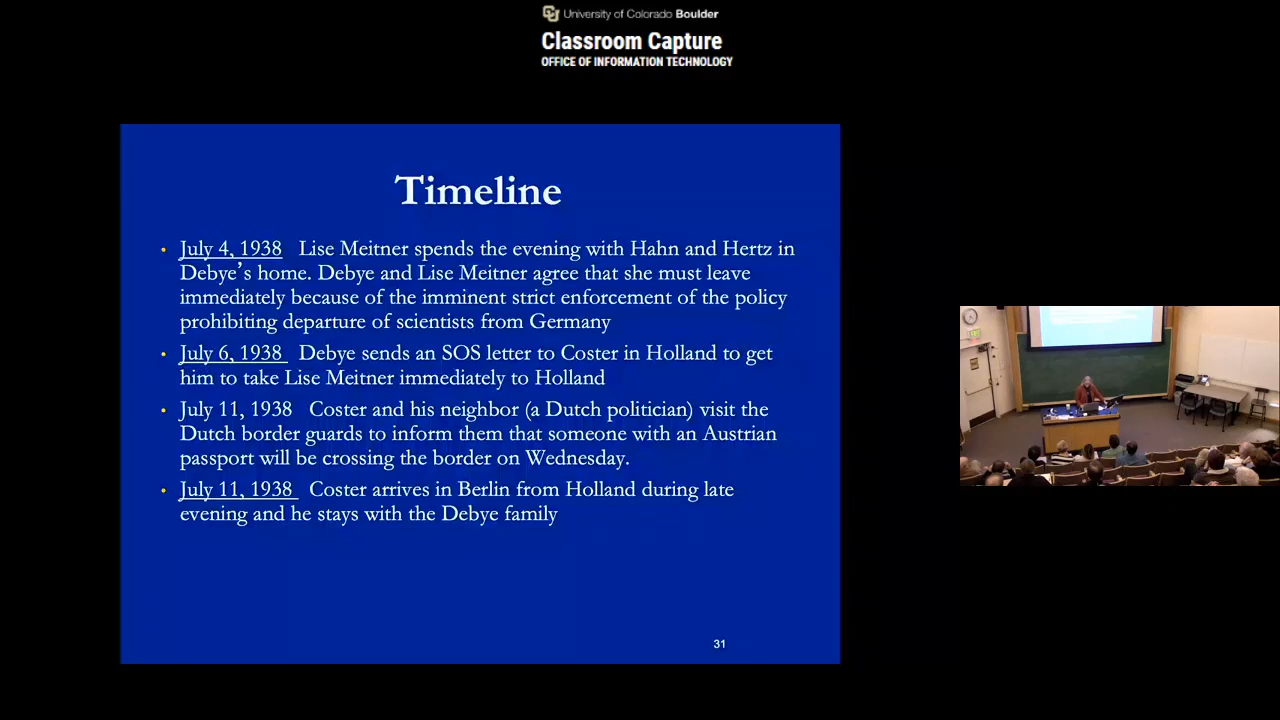 University of Colorado Boulder
Classroom Capture
OFFICE OF INFORMATION TECHNOLOGY
Timeline
• July 4, 1938 Lise Meitner spends the evening with Hahn and Hertz in
Debye’s home. Debye and Lise Meitner agree that she must leave
immediately because of the imminent strict enforcement of the policy
prohibiting departure of scientists from Germany
• July 6, 1938 Debye sends an SOS letter to Coster in Holland to get
him to take Lise Meitner immediately to Holland
• July 11, 1938 Coster and his neighbor (a Dutch politician) visit the
Dutch border guards to inform them that someone with an Austrian
passport will be crossing the border on Wednesday.
• July 11, 1938 Coster arrives in Berlin from Holland during late
evening and he stays with the Debye family
31